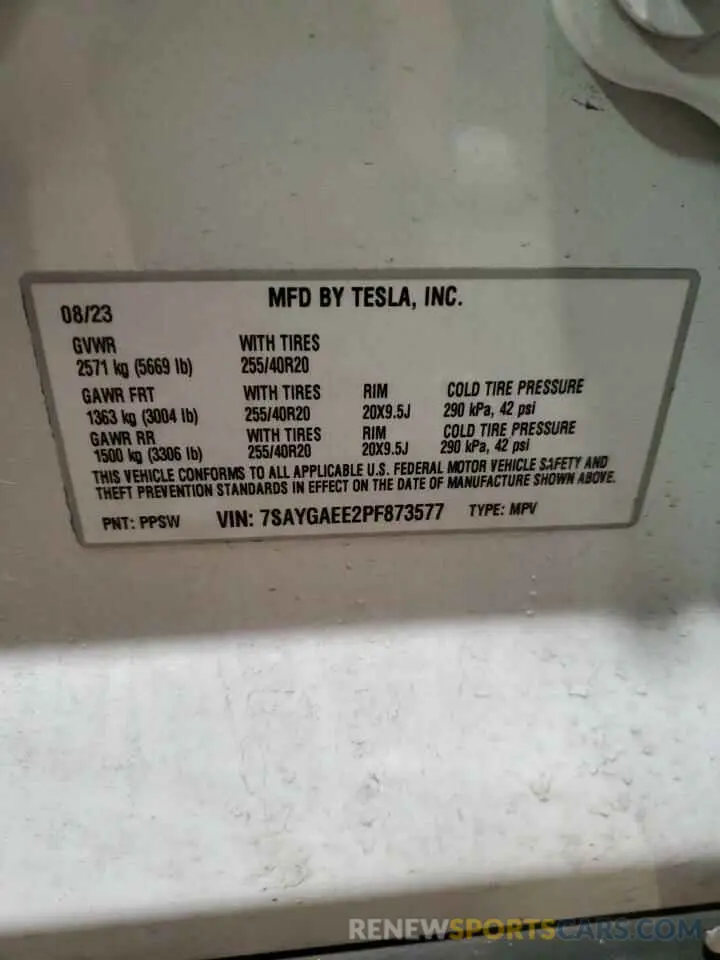 MFD BY TESLA, INC.
08/23
GVWR WITH TIRES
2571 kg (5669 lb) 255/40R20
GAWR FRT WITH TIRES RIM COLD TIRE PRESSURE
1363 kg (3004 lb) 255/40R20 20X9.5J 290 kPa, 42 psi
GAWR RR WITH TIRES RIM COLD TIRE PRESSURE
1500 kg (3306 lb) 255/40R20 20X9.5J 290 kPa, 42 psi
THIS VEHICLE CONFORMS TO ALL APPLICABLE U.S. FEDERAL MOTOR VEHICLE SAFETY AND
THEFT PREVENTION STANDARDS IN EFFECT ON THE DATE OF MANUFACTURE SHOWN ABOVE.
PNT: PPSW VIN: 7SAYGAEE2PF873577 TYPE: MPV
RENEWSPORTSCARS.COM